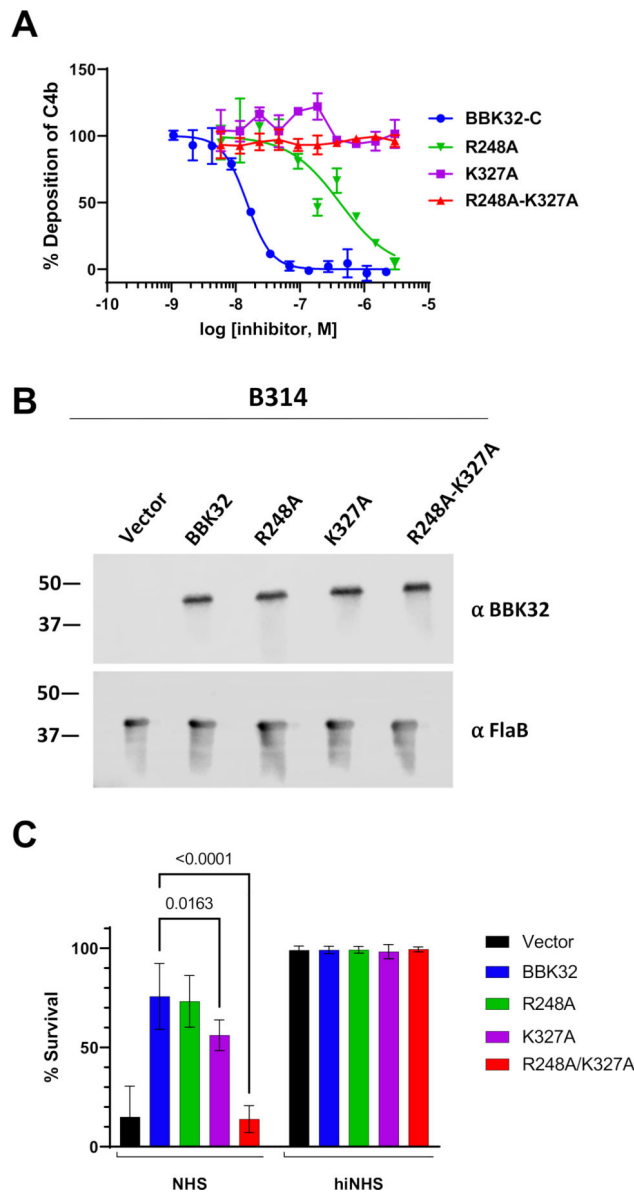 A
% Deposition of C4b
150
100
50
0
-10
-9
-8
-7
-6
-5
log [inhibitor, M]
BBK32-C
R248A
K327A
R248A-K327A
B
B314
Vector
BBK32
R248A
K327A
R248A-K327A
50
37
α BBK32
50
37
α FlaB
C
% Survival
100
50
0
<0.0001
0.0163
NHS
hiNHS
Vector
BBK32
R248A
K327A
R248A/K327A